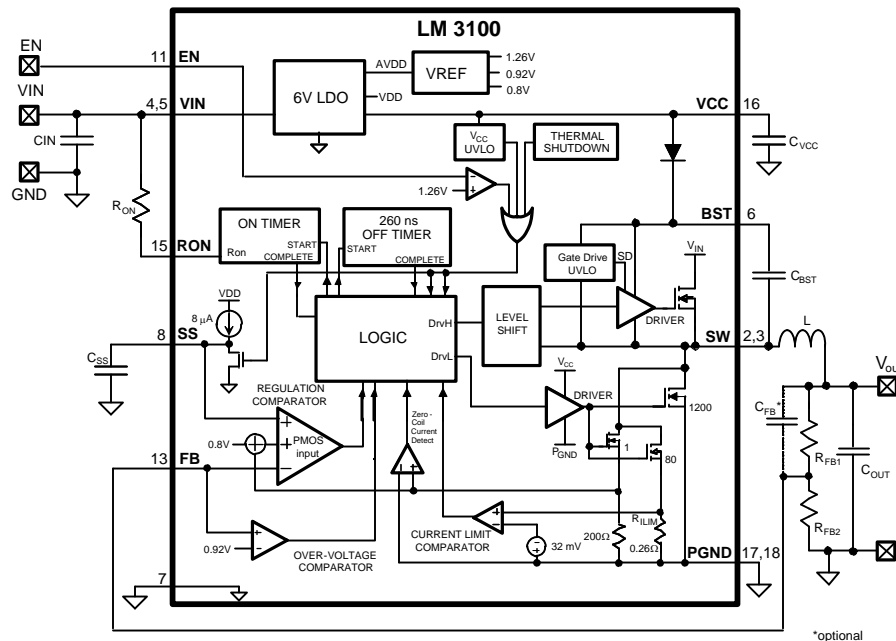 LM 3100
EN
11
EN
VIN
4,5
VIN
CIN
GND
6V LDO
AVDD
VDD
VREF
1.26V
0.92V
0.8V
VCC
16
CVCC
VCC
UVLO
THERMAL
SHUTDOWN
1.26V
RON
15
RON
ON TIMER
Ron
START
COMPLETE
260 ns
OFF TIMER
START
COMPLETE
BST
6
VIN
Gate Drive
UVLO
SD
DRIVER
CBST
VDD
8 µA
8
SS
CSS
LOGIC
DrvH
DrvL
LEVEL
SHIFT
SW
2,3
L
REGULATION
COMPARATOR
0.8V
PMOS
input
Zero -
Coil
Current
Detect
VCC
DRIVER
PGND
1200
1
80
CFB*
RFB1
COUT
RFB2
13
FB
0.92V
OVER-VOLTAGE
COMPARATOR
CURRENT LIMIT
COMPARATOR
32 mV
200Ω
RILIM
0.26Ω
PGND
17,18
7
*optional